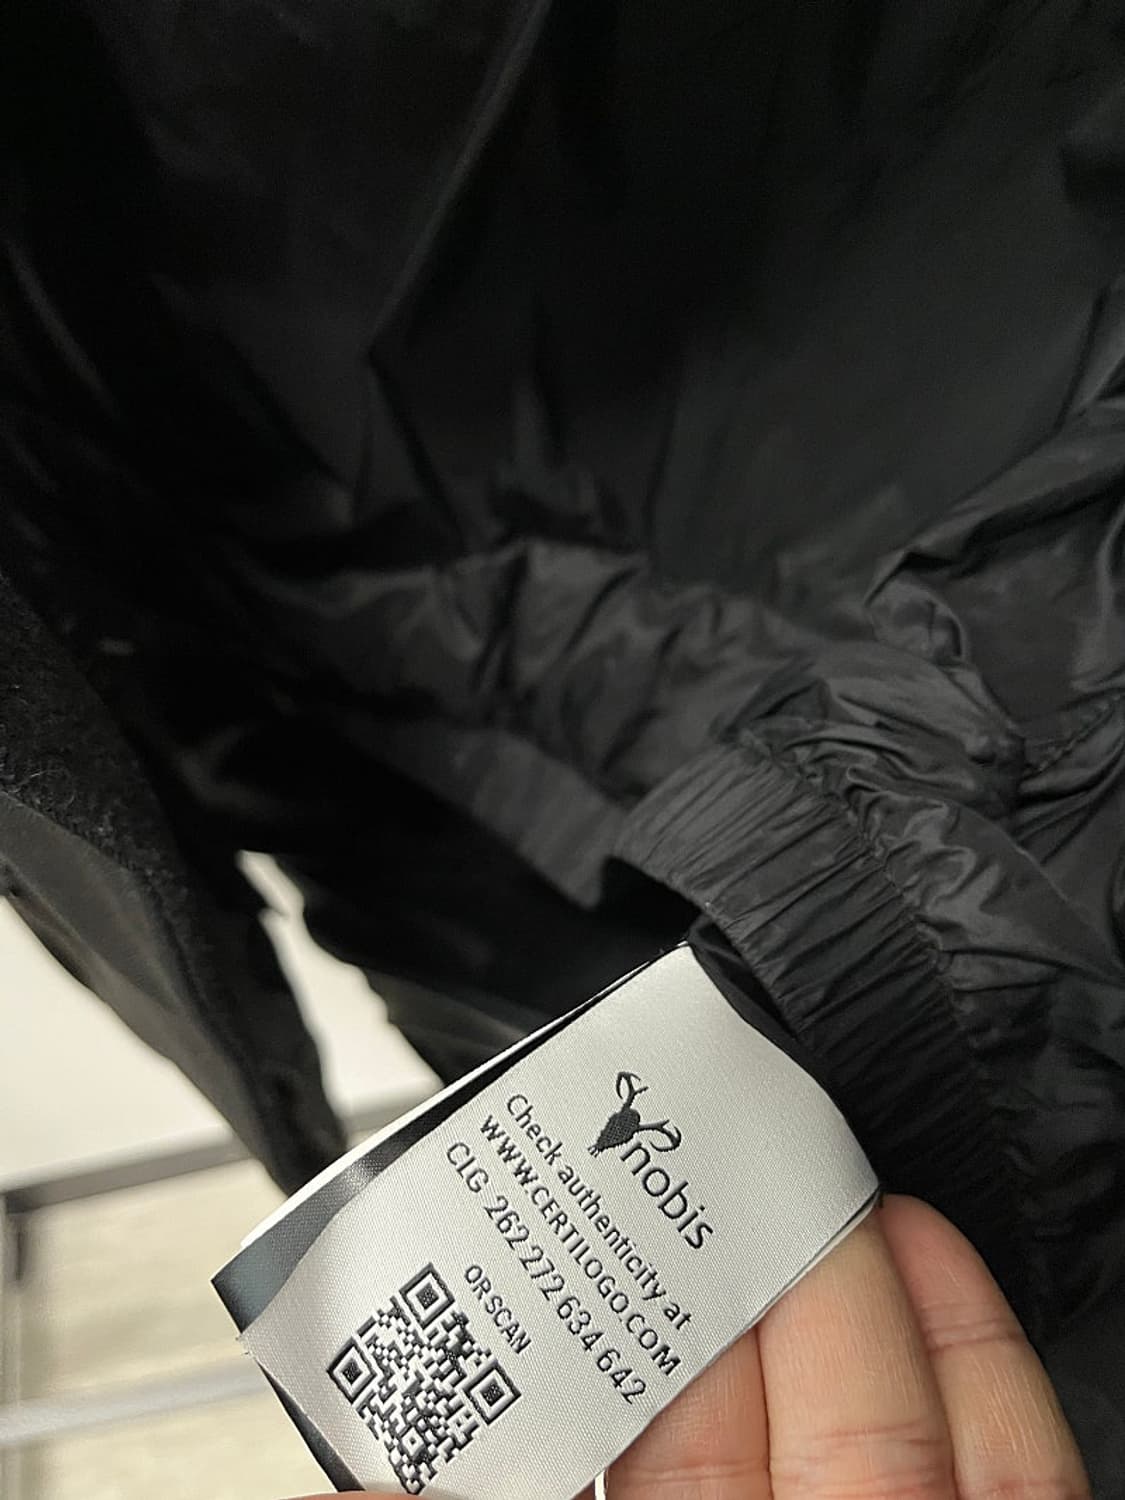 nobis
Check authenticity at
WWW.CERTILOGO.COM
CLG 262 272 634 642
OR SCAN